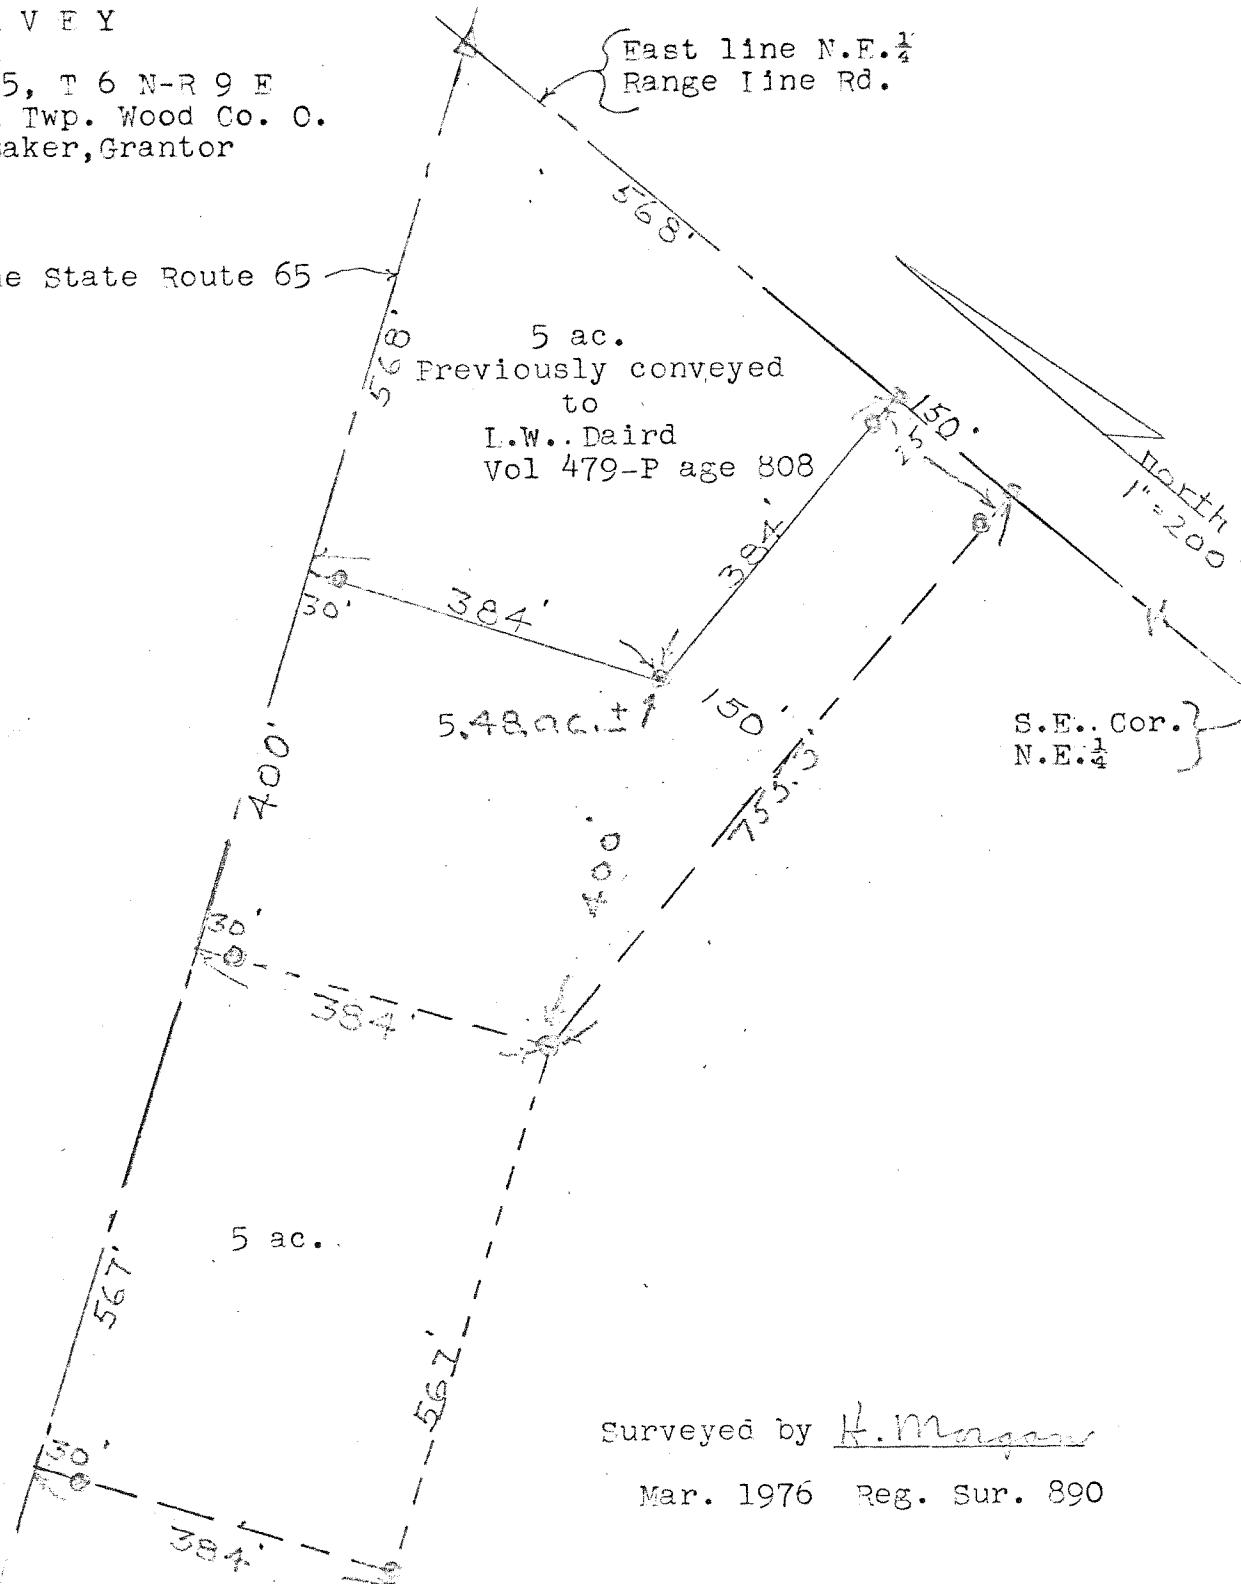 V E Y
5, T 6 N-R 9 E
Twp. Wood Co. O.
aker, Grantor
East line N.E.¼
Range Line Rd.
568'
e State Route 65
568'
5 ac.
Previously conveyed
to
L.W.. Daird
Vol 479-P age 808
150'
25
north
1"=200
384'
30'
384'
5.48 ac.±
150'
S.E.. Cor.
N.E.¼
400'
755.3'
400'
30'
384'
5 ac.
567'
567'
Surveyed by H. Morgan
Mar. 1976 Reg. Sur. 890
30'
384'